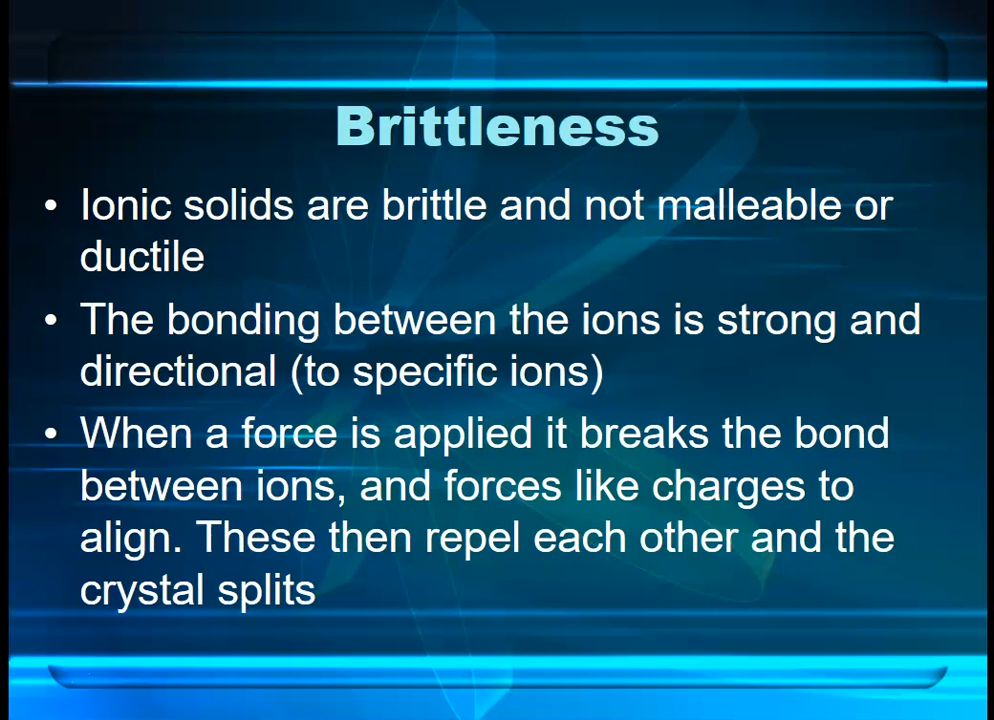 Brittleness
• Ionic solids are brittle and not malleable or
ductile
• The bonding between the ions is strong and
directional (to specific ions)
• When a force is applied it breaks the bond
between ions, and forces like charges to
align. These then repel each other and the
crystal splits